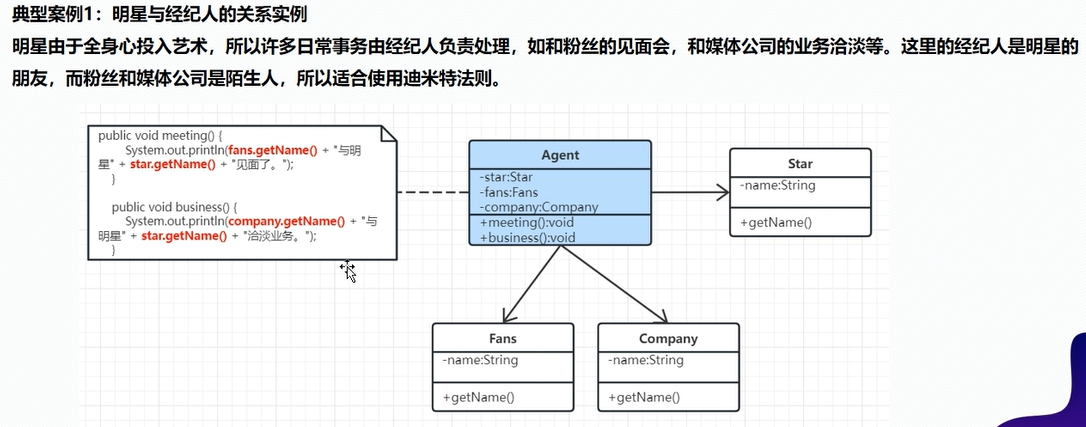 典型案例1：明星与经纪人的关系实例
明星由于全身心投入艺术，所以许多日常事务由经纪人负责处理，如和粉丝的见面会，和媒体公司的业务洽淡等。这里的经纪人是明星的
朋友，而粉丝和媒体公司是陌生人，所以适合使用迪米特法则。
public void meeting() {
System.out.println(fans.getName() + "与明
星" + star.getName() + "见面了。");
}
public void business() {
System.out.println(company.getName() + "与
明星" + star.getName() + "洽淡业务。");
}
Agent
-star:Star
-fans:Fans
-company:Company
+meeting():void
+business():void
Star
-name:String
+getName()
Fans
-name:String
+getName()
Company
-name:String
+getName()